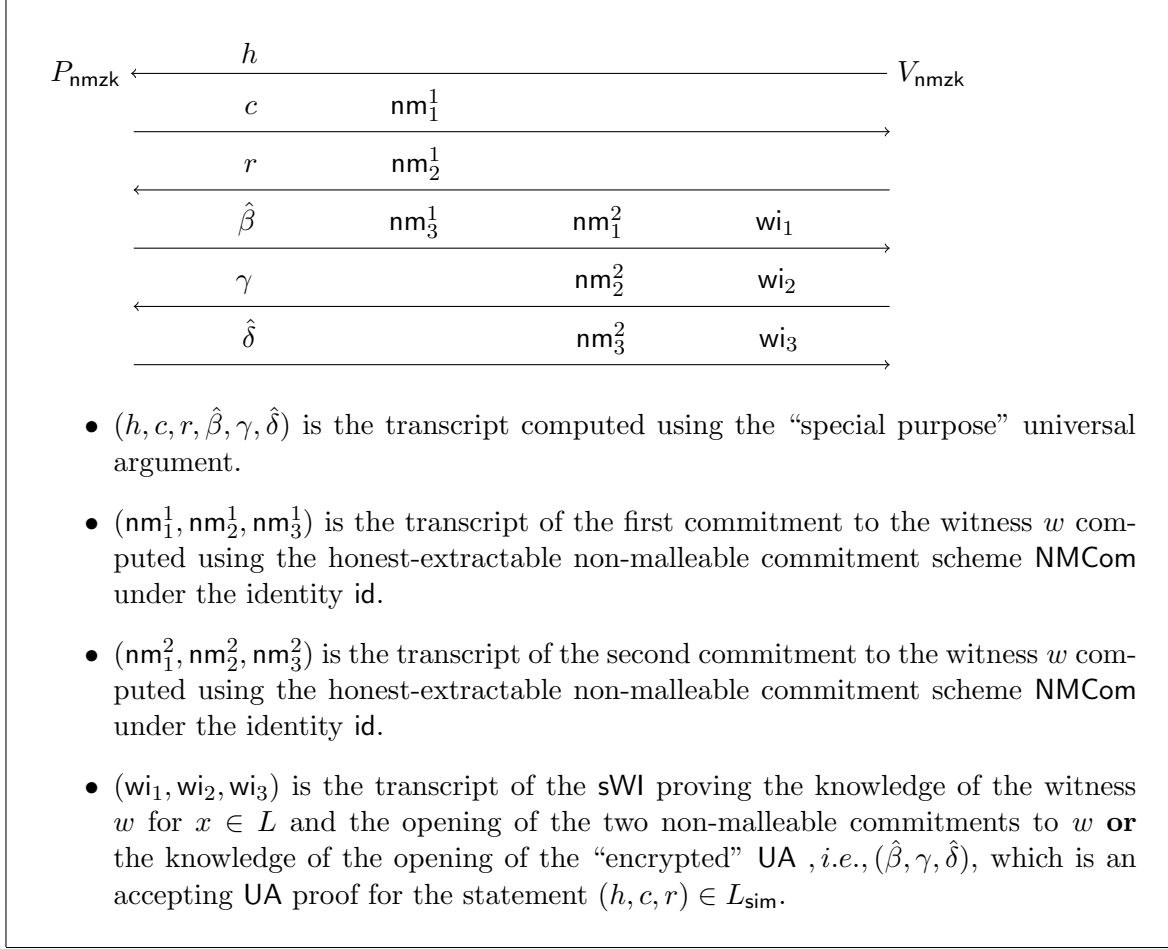 h
P_nmzk V_nmzk
c nm_1^1
r nm_2^1
β̂ nm_3^1 nm_1^2 wi_1
γ nm_2^2 wi_2
δ̂ nm_3^2 wi_3
• (h, c, r, β̂, γ, δ̂) is the transcript computed using the “special purpose” universal
argument.
• (nm_1^1, nm_2^1, nm_3^1) is the transcript of the first commitment to the witness w com-
puted using the honest-extractable non-malleable commitment scheme NMCom
under the identity id.
• (nm_1^2, nm_2^2, nm_3^2) is the transcript of the second commitment to the witness w com-
puted using the honest-extractable non-malleable commitment scheme NMCom
under the identity id.
• (wi_1, wi_2, wi_3) is the transcript of the sWI proving the knowledge of the witness
w for x ∈ L and the opening of the two non-malleable commitments to w or
the knowledge of the opening of the “encrypted” UA , i.e., (β̂, γ, δ̂), which is an
accepting UA proof for the statement (h, c, r) ∈ L_sim.